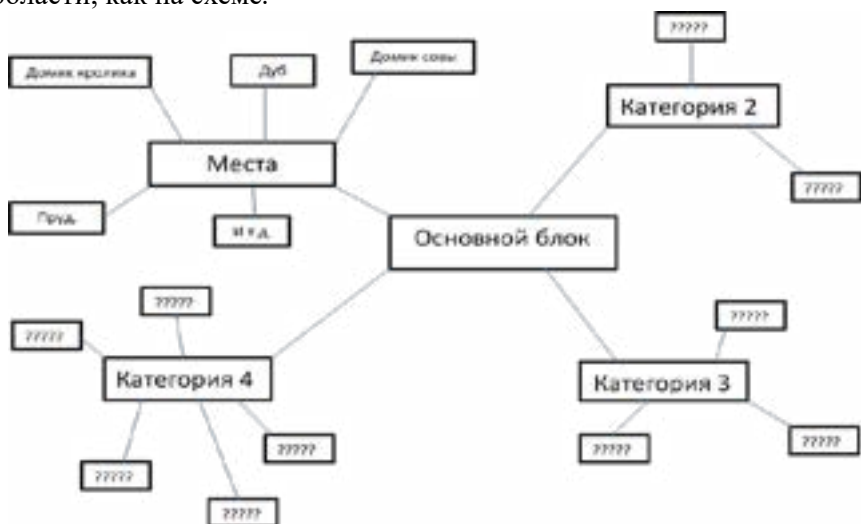 области, как на схеме.
?????
Домик кролика
Дуб
Домик совы
Категория 2
Места
?????
Пруд
И т.д.
Основной блок
?????
?????
?????
Категория 4
Категория 3
?????
?????
?????
?????
?????